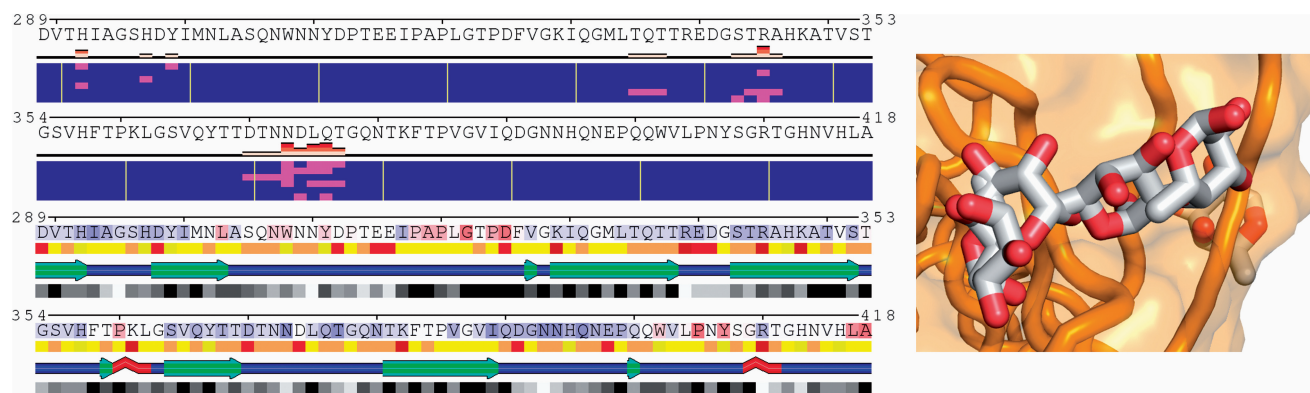 289 353
DVTHIAGSHDYIMNLASQNWNNYDPTEEIPAPLGTPDFVGKIQGMLTQTTREDGSTRAHKATVST
354 418
GSVHFTPKLGSVQYTTDTNNDLQTGQNTKFTPVGVIQDGNNHQNEPQQWVLPNYSGRTGHNVHLA
289 353
DVTHIAGSHDYIMNLASQNWNNYDPTEEIPAPLGTPDFVGKIQGMLTQTTREDGSTRAHKATVST
354 418
GSVHFTPKLGSVQYTTDTNNDLQTGQNTKFTPVGVIQDGNNHQNEPQQWVLPNYSGRTGHNVHLA